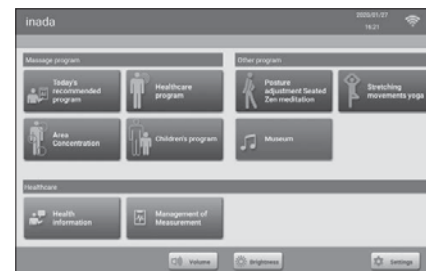 inada
2020/01/27
16:21
Massage program
Other program
Today's
recommended
program
Healthcare
program
Posture
adjustment Seated
Zen meditation
Stretching
movements yoga
Area
Concentration
Children's program
Museum
Healthcare
Health
information
Management of
Measurement
Volume
Brightness
Settings